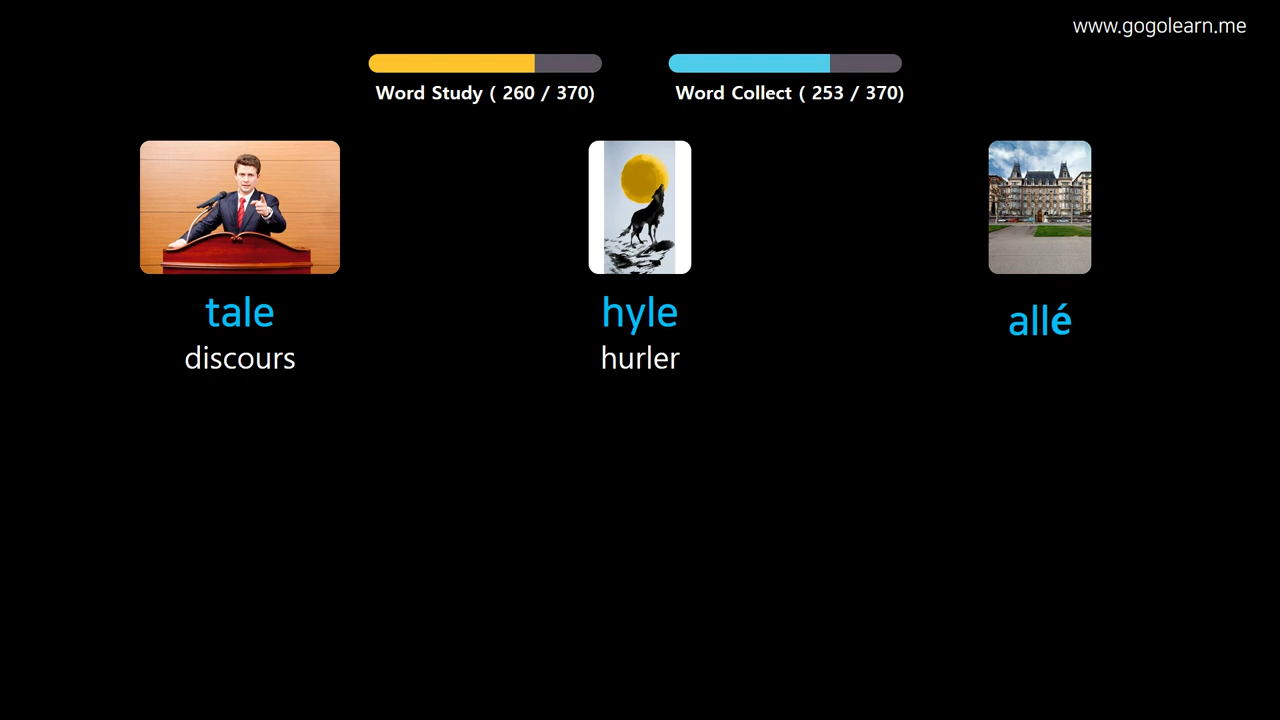 www.gogolearn.me
Word Study ( 260 / 370)
Word Collect ( 253 / 370)
tale
hyle
allé
discours
hurler